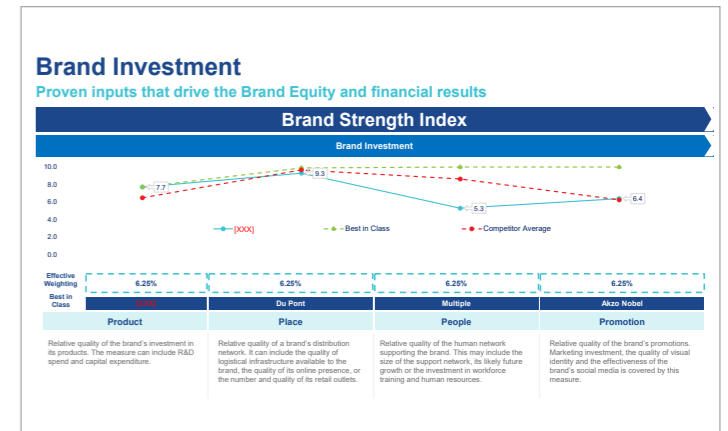 Brand Investment
Proven inputs that drive the Brand Equity and financial results
Brand Strength Index
Brand Investment
10.0
8.0
6.0
4.0
2.0
0.0
7.7
9.3
5.3
6.4
[XXX]
Best in Class
Competitor Average
Effective
Weighting
6.25%
6.25%
6.25%
6.25%
Best in
Class
[XXX]
Du Pont
Multiple
Akzo Nobel
Product
Place
People
Promotion
Relative quality of the brand's investment in
its products. The measure can include R&D
spend and capital expenditure.
Relative quality of a brand's distribution
network. It can include the quality of
logistical infrastructure available to the
brand, the quality of its online presence, or
the number and quality of its retail outlets.
Relative quality of the human network
supporting the brand. This may include the
size of the support network, its likely future
growth or the investment in workforce
training and human resources.
Relative quality of the brand's promotions.
Marketing investment, the quality of visual
identity and the effectiveness of the
brand's social media is covered by this
measure.